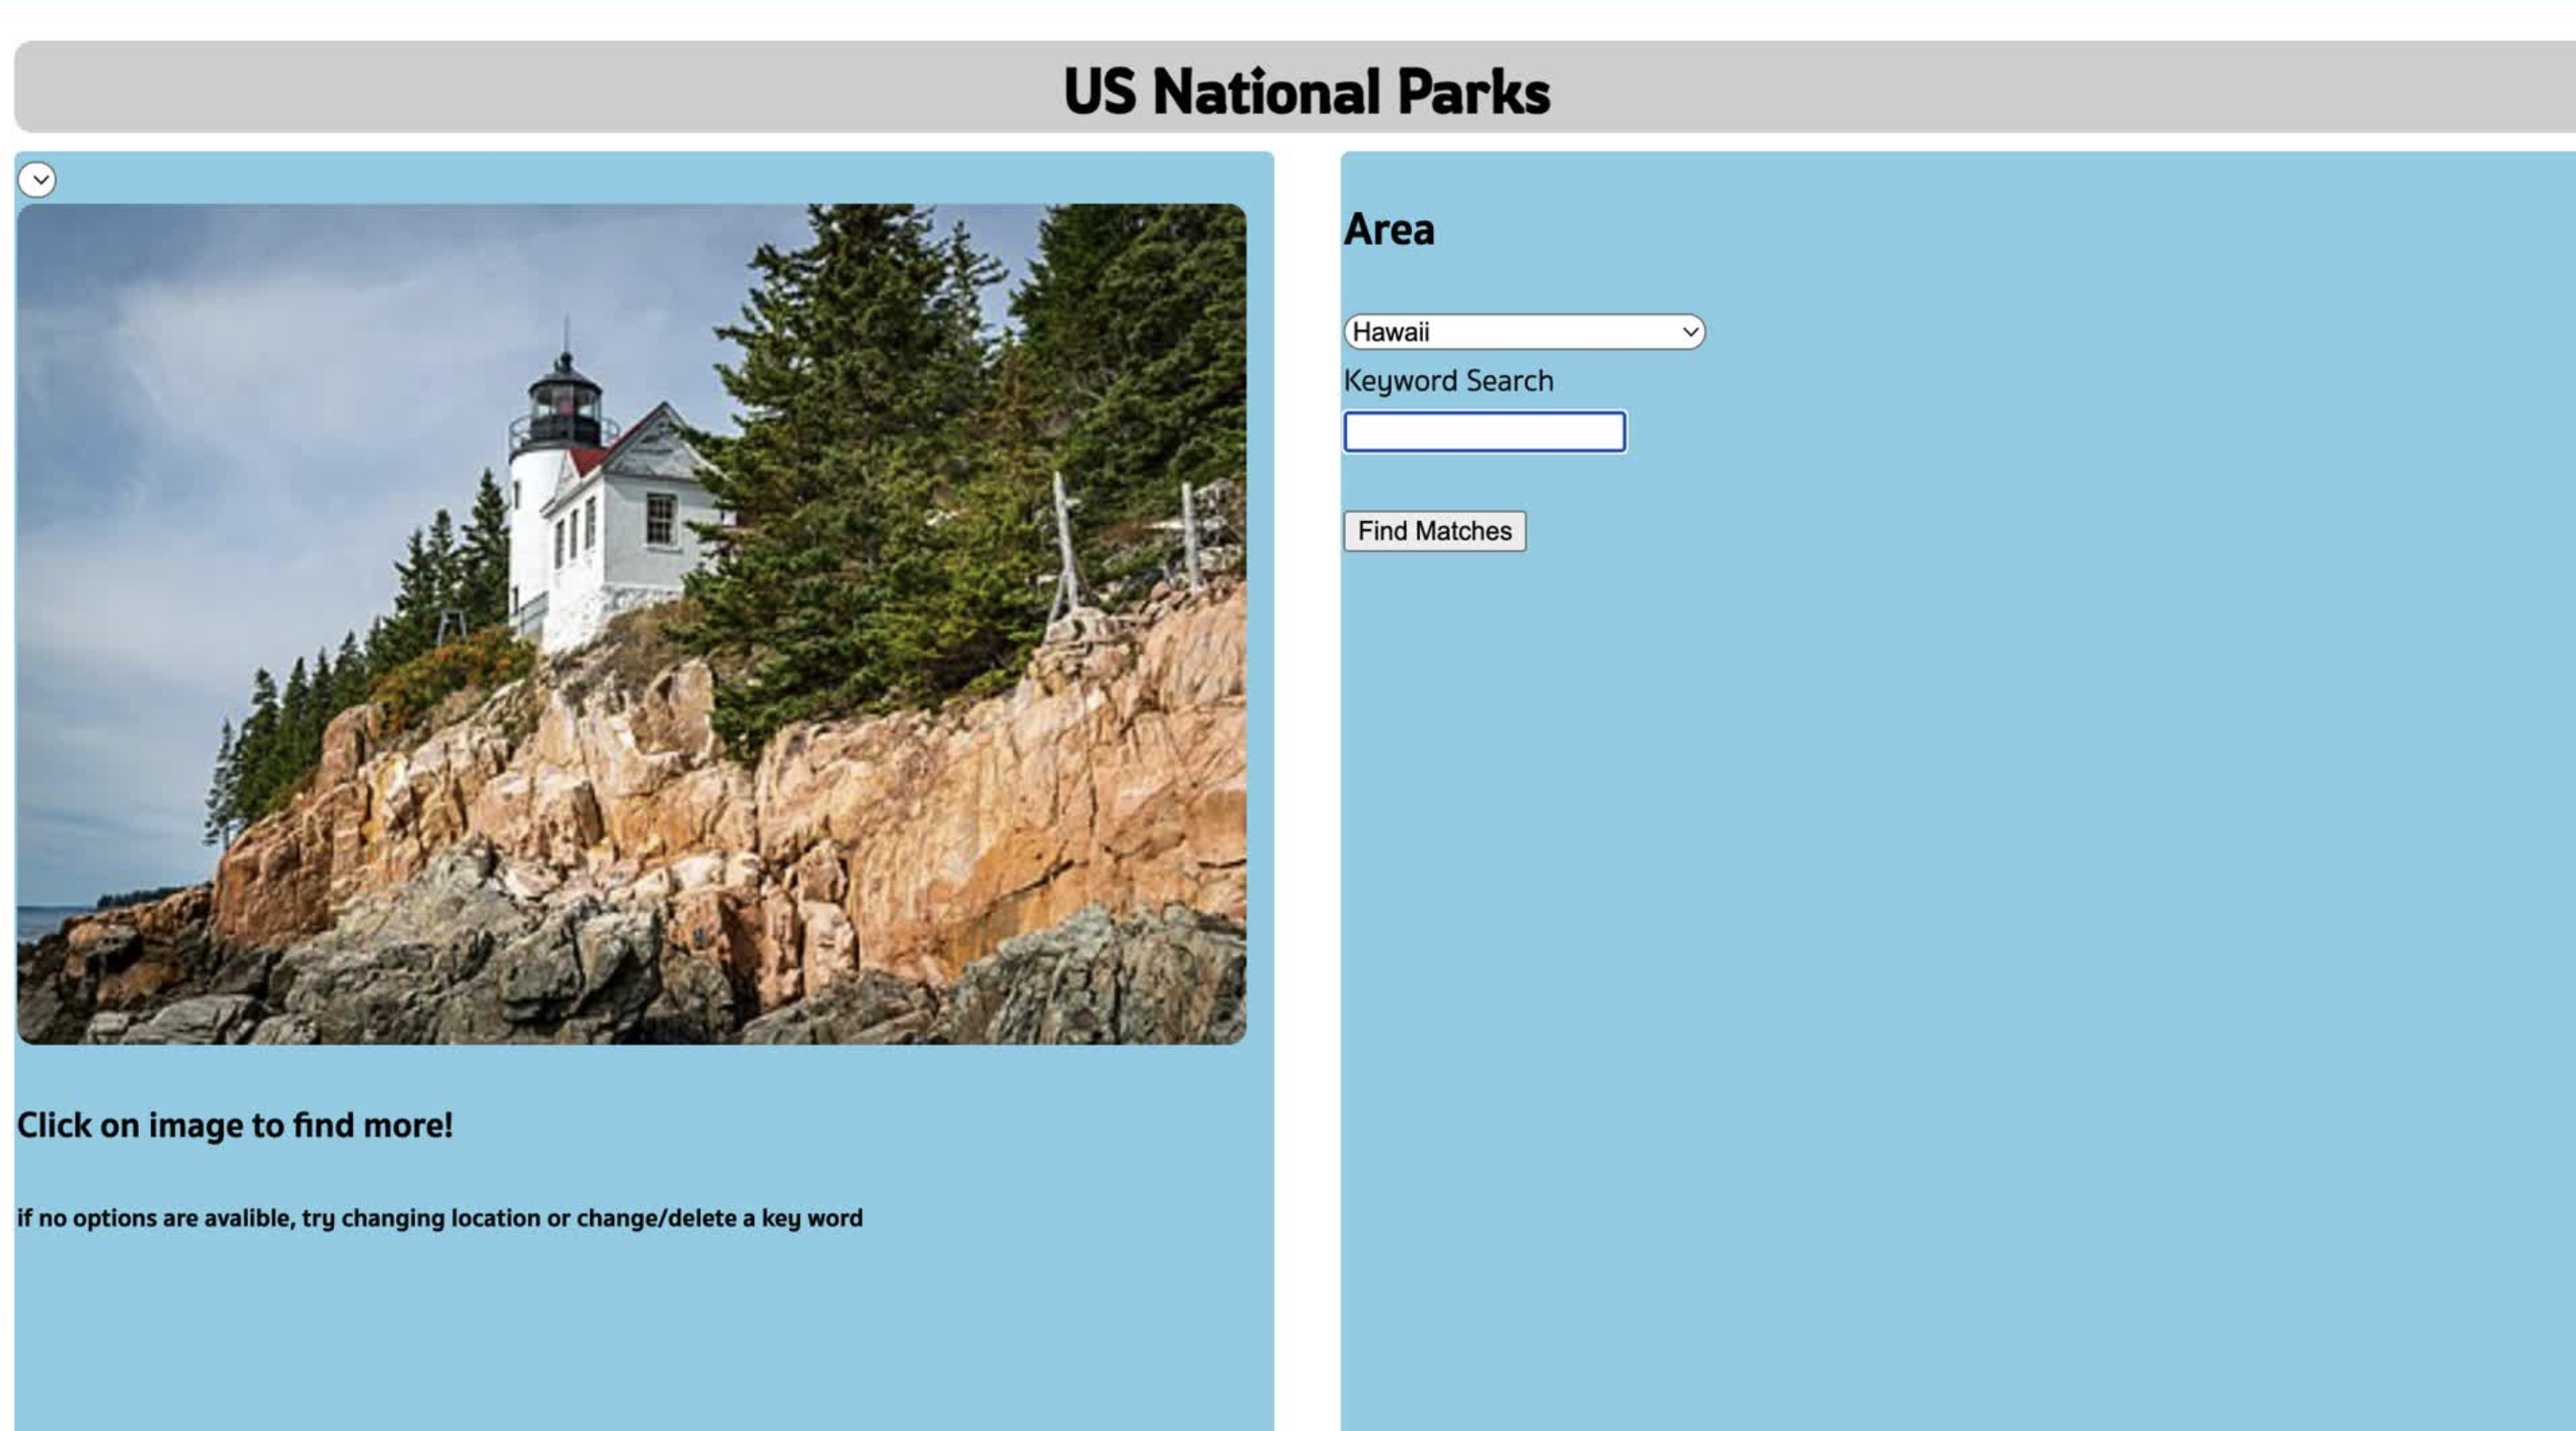 US National Parks
Area
Hawaii
Keyword Search
Find Matches
Click on image to find more!
if no options are avalible, try changing location or change/delete a key word